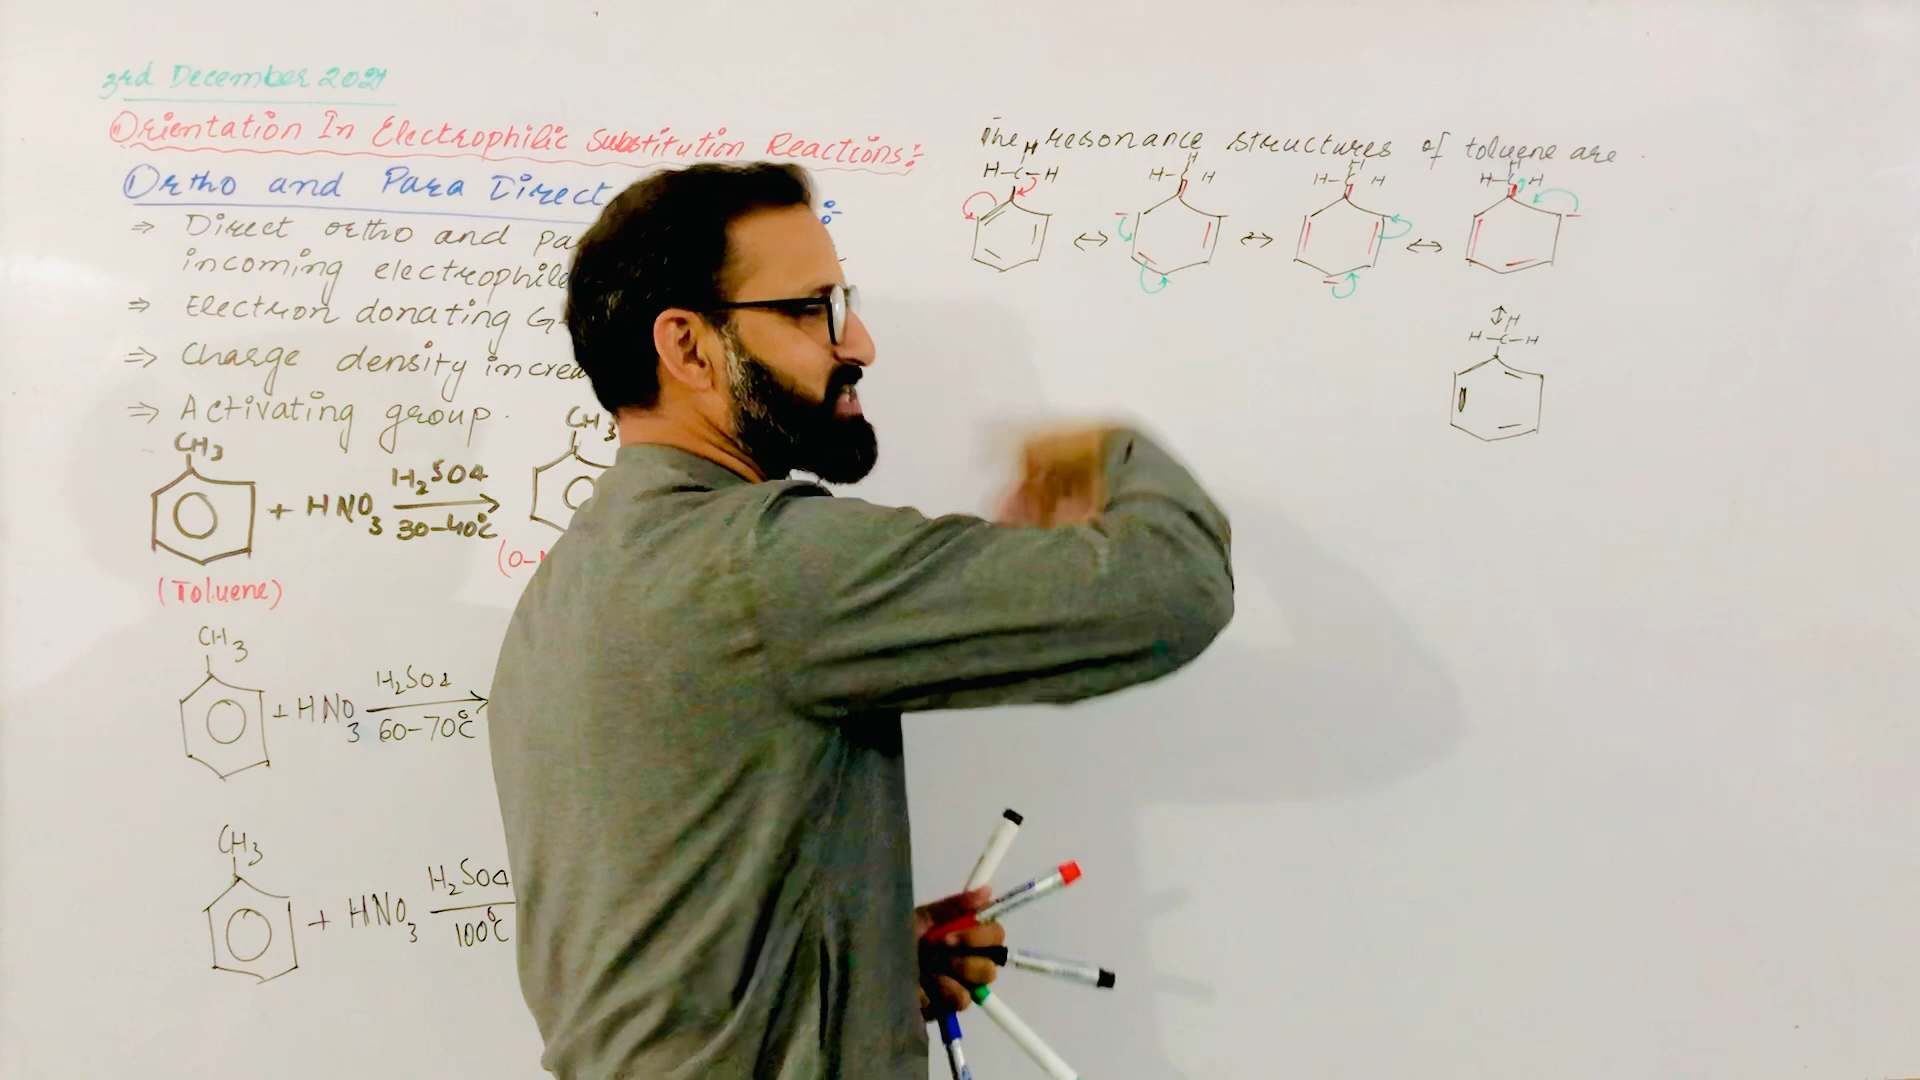 3rd December 2021
Orientation In Electrophilic Substitution Reactions:
Ortho and Para Direct
⇒ Direct ortho and pa
incoming electrophile
⇒ Electron donating G
⇒ Charge density increa
⇒ Activating group.
CH3
+ HNO3 H2SO4 30-40°C
CH3
(Toluene)
(O-
CH3
+ HNO3 H2SO4 60-70°C
CH3
+ HNO3 H2SO4 100°C
The resonance structures of toluene are
H H H H
H-C-H H-C H H-C H H-C H
↔ ↔ ↔
↕
H
H-C-H